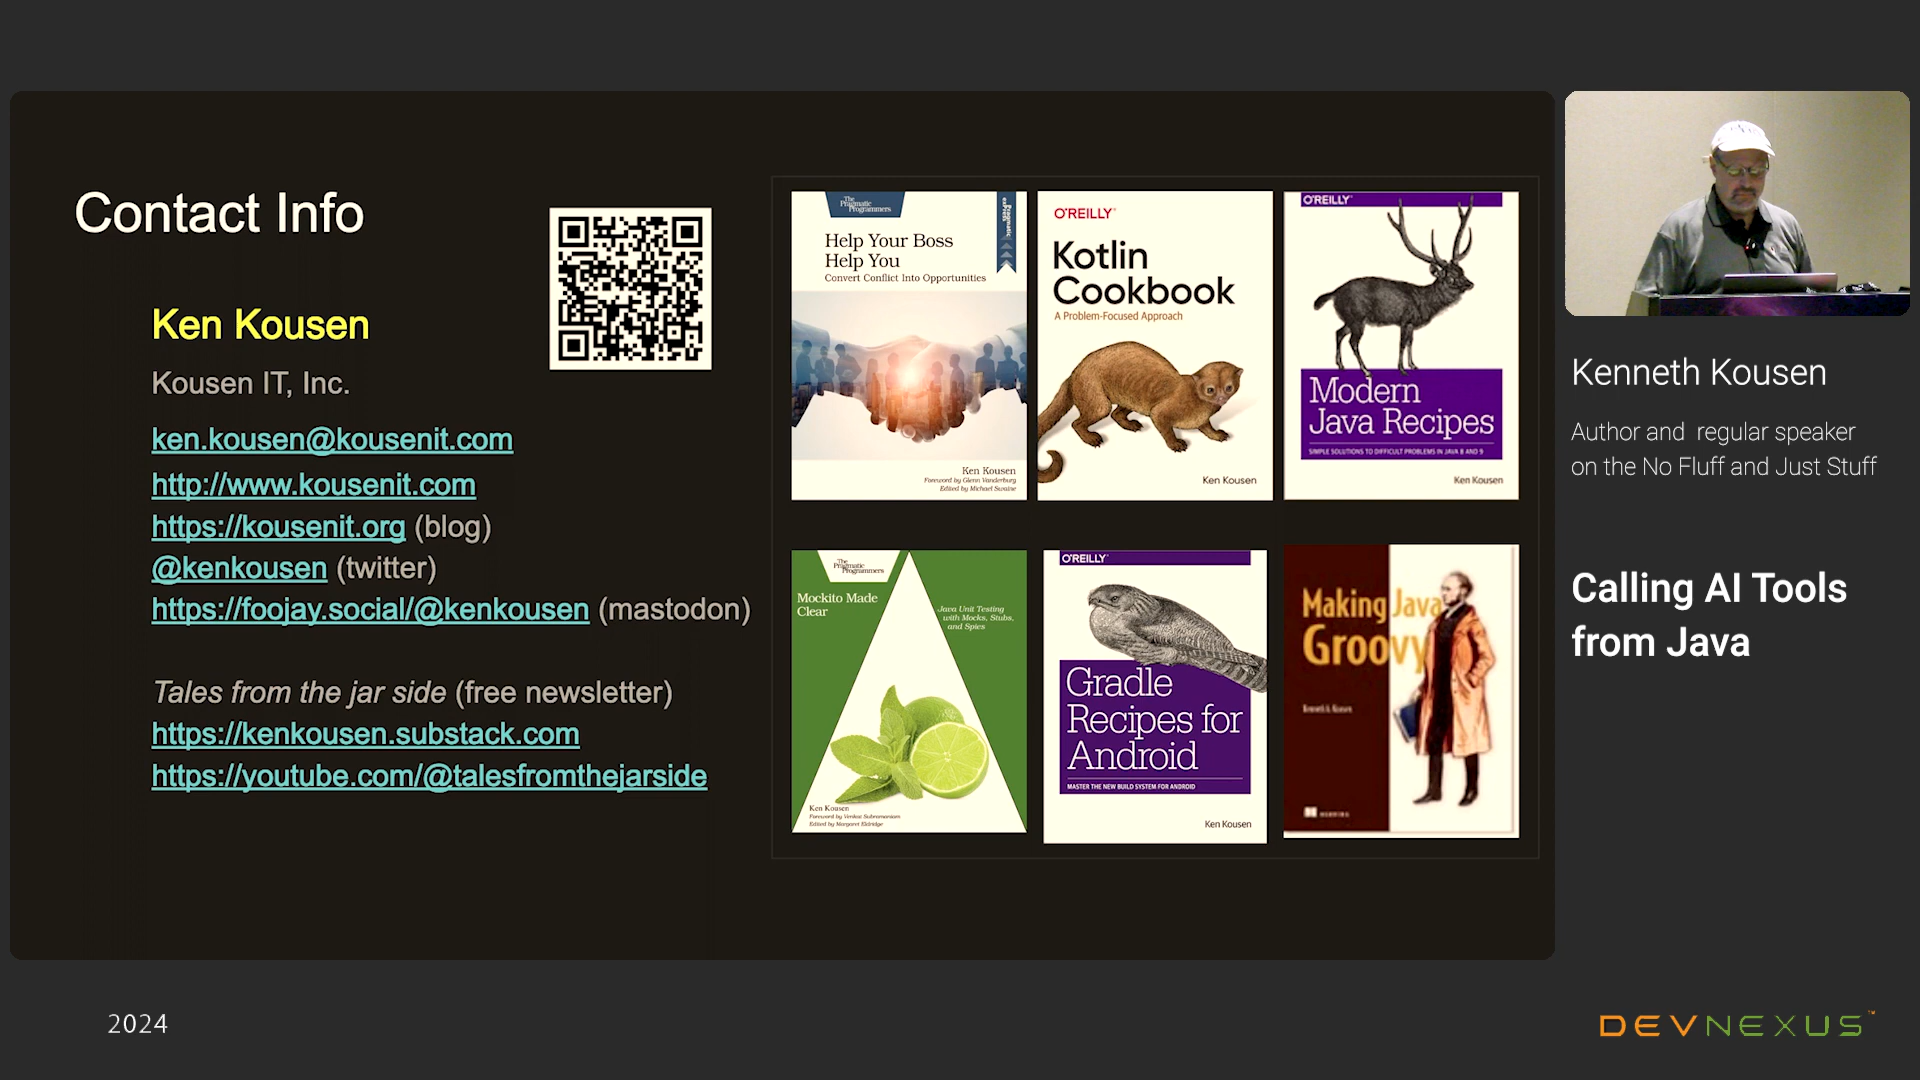 Contact Info
Ken Kousen
Kousen IT, Inc.
ken.kousen@kousenit.com
http://www.kousenit.com
https://kousenit.org (blog)
@kenkousen (twitter)
https://foojay.social/@kenkousen (mastodon)
Tales from the jar side (free newsletter)
https://kenkousen.substack.com
https://youtube.com/@talesfromthejarside
The
Pragmatic
Programmers
Help Your Boss
Help You
Convert Conflict Into Opportunities
Ken Kousen
Foreword by Glenn Vanderburg
Edited by Michael Swaine
O'REILLY
Kotlin
Cookbook
A Problem-Focused Approach
Ken Kousen
O'REILLY
Modern
Java Recipes
SIMPLE SOLUTIONS TO DIFFICULT PROBLEMS IN JAVA 8 AND 9
Ken Kousen
The
Pragmatic
Programmers
Mockito Made
Clear
Java Unit Testing
with Mocks, Stubs,
and Spies
Ken Kousen
Foreword by Venkat Subramaniam
Edited by Margaret Eldridge
O'REILLY
Gradle
Recipes for
Android
MASTER THE NEW BUILD SYSTEM FOR ANDROID
Ken Kousen
Making Java
Groovy
Kenneth A. Kousen
MANNING
Kenneth Kousen
Author and regular speaker
on the No Fluff and Just Stuff
Calling AI Tools
from Java
2024
DEVNEXUS™